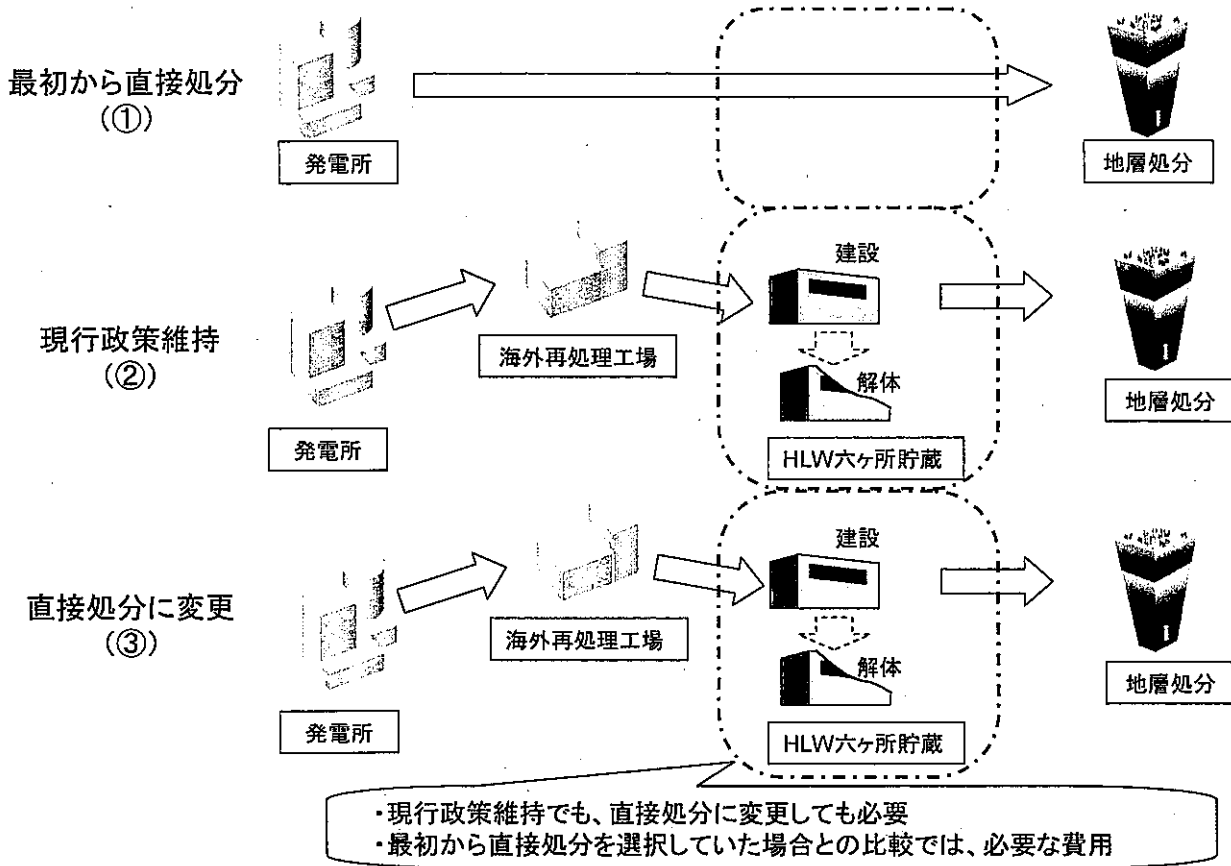 最初から直接処分
(①)
発電所
地層処分
現行政策維持
(②)
発電所
海外再処理工場
建設
解体
HLW六ヶ所貯蔵
地層処分
直接処分に変更
(③)
発電所
海外再処理工場
建設
解体
HLW六ヶ所貯蔵
地層処分
・現行政策維持でも、直接処分に変更しても必要
・最初から直接処分を選択していた場合との比較では、必要な費用